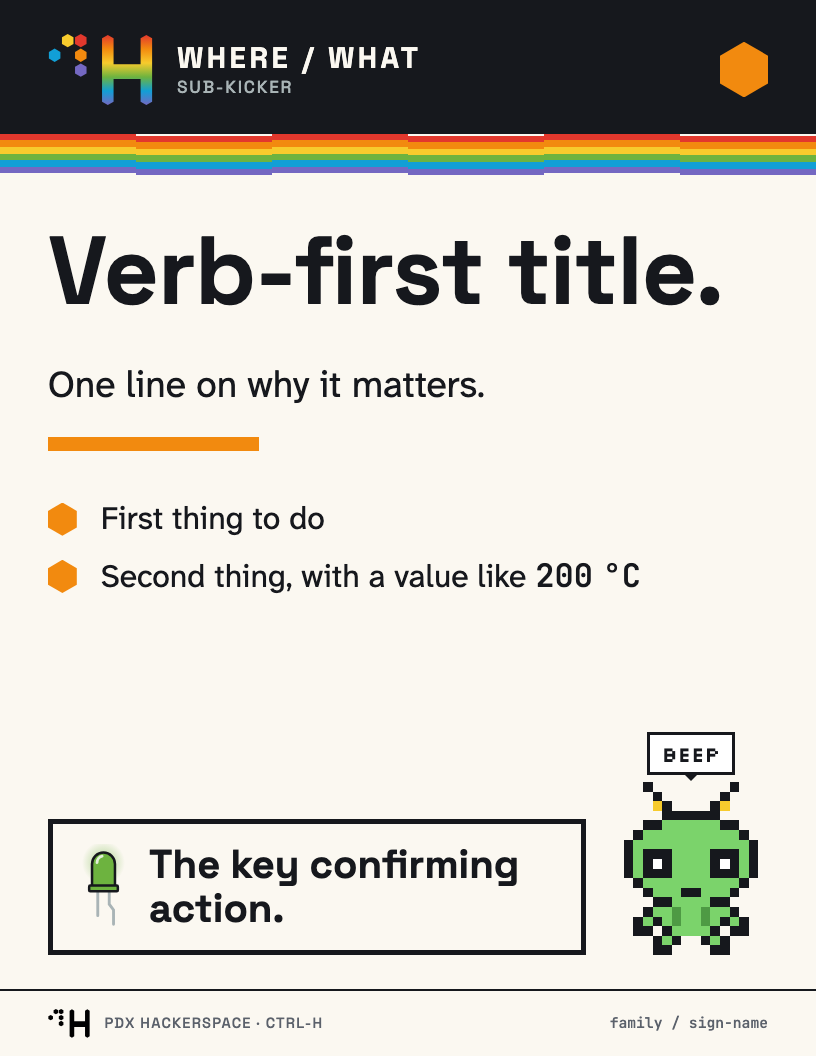 WHERE / WHAT
SUB-KICKER
Verb-first title.
One line on why it matters.
First thing to do
Second thing, with a value like 200 °C
BEEP
The key confirming
action.
PDX HACKERSPACE · CTRL-H
family / sign-name